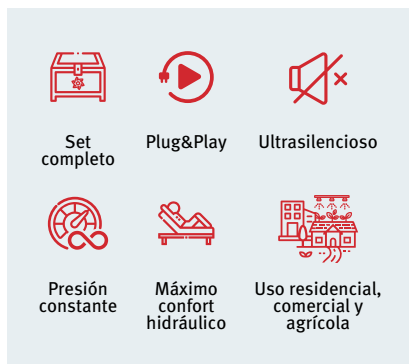 Set
completo
Plug&Play
Ultrasilencioso
Presión
constante
Máximo
confort
hidráulico
Uso residencial,
comercial y
agrícola